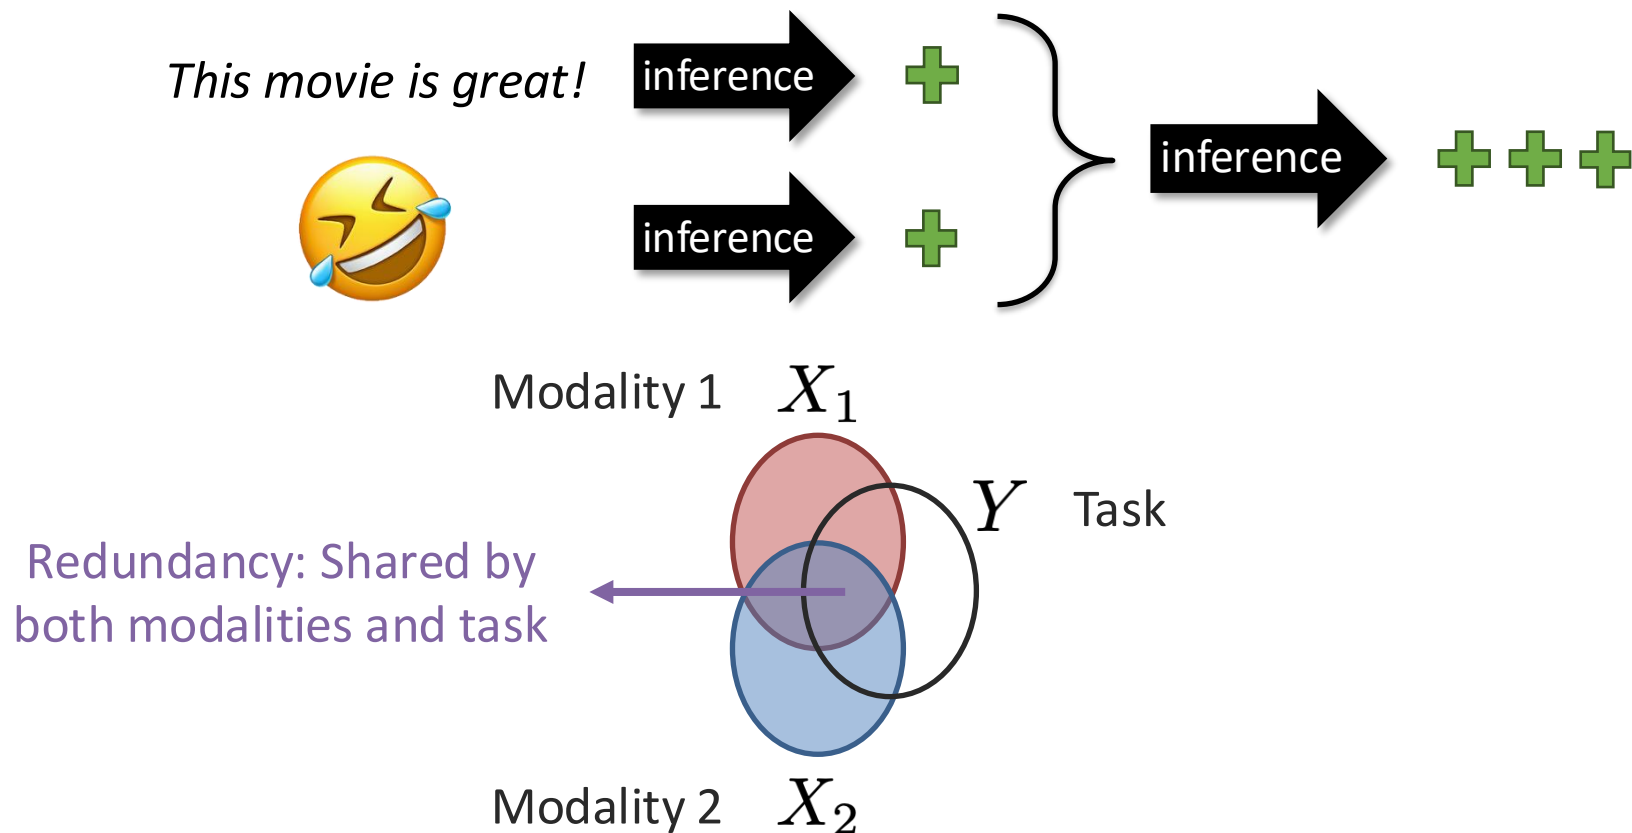 This movie is great!
inference
inference
inference
Modality 1 X₁
Y Task
Redundancy: Shared by
both modalities and task
Modality 2 X₂